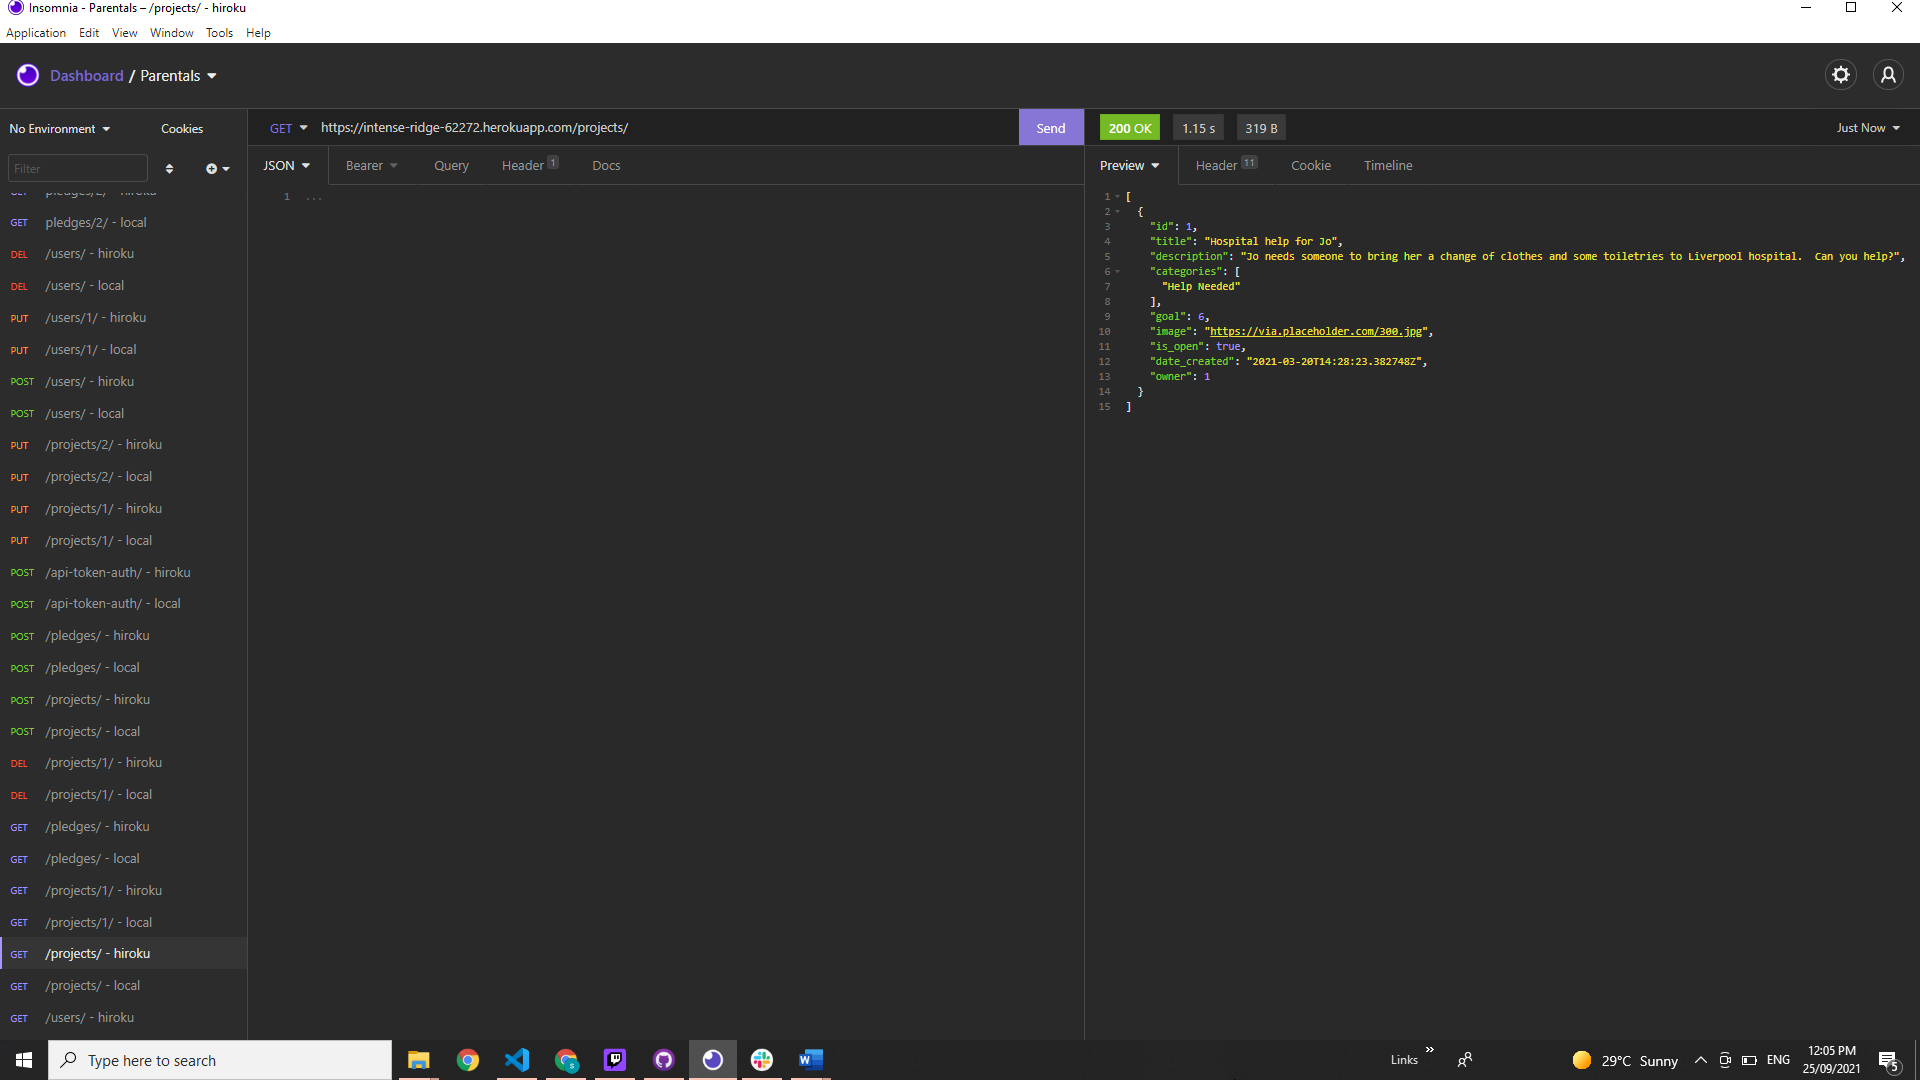 Insomnia - Parentals – /projects/ - hiroku
Application Edit View Window Tools Help
Dashboard / Parentals
No Environment Cookies
GET https://intense-ridge-62272.herokuapp.com/projects/ Send
200 OK 1.15 s 319 B Just Now
Filter
JSON Bearer Query Header 1 Docs
Preview Header 11 Cookie Timeline
GET pledges/2/ - hiroku
GET pledges/2/ - local
DEL /users/ - hiroku
DEL /users/ - local
PUT /users/1/ - hiroku
PUT /users/1/ - local
POST /users/ - hiroku
POST /users/ - local
PUT /projects/2/ - hiroku
PUT /projects/2/ - local
PUT /projects/1/ - hiroku
PUT /projects/1/ - local
POST /api-token-auth/ - hiroku
POST /api-token-auth/ - local
POST /pledges/ - hiroku
POST /pledges/ - local
POST /projects/ - hiroku
POST /projects/ - local
DEL /projects/1/ - hiroku
DEL /projects/1/ - local
GET /pledges/ - hiroku
GET /pledges/ - local
GET /projects/1/ - hiroku
GET /projects/1/ - local
GET /projects/ - hiroku
GET /projects/ - local
GET /users/ - hiroku
1 ...
1 [
2 {
3 "id": 1,
4 "title": "Hospital help for Jo",
5 "description": "Jo needs someone to bring her a change of clothes and some toiletries to Liverpool hospital.  Can you help?",
6 "categories": [
7 "Help Needed"
8 ],
9 "goal": 6,
10 "image": "https://via.placeholder.com/300.jpg",
11 "is_open": true,
12 "date_created": "2021-03-20T14:28:23.382748Z",
13 "owner": 1
14 }
15 ]
Type here to search
Links » 29°C Sunny ENG 12:05 PM
25/09/2021 5